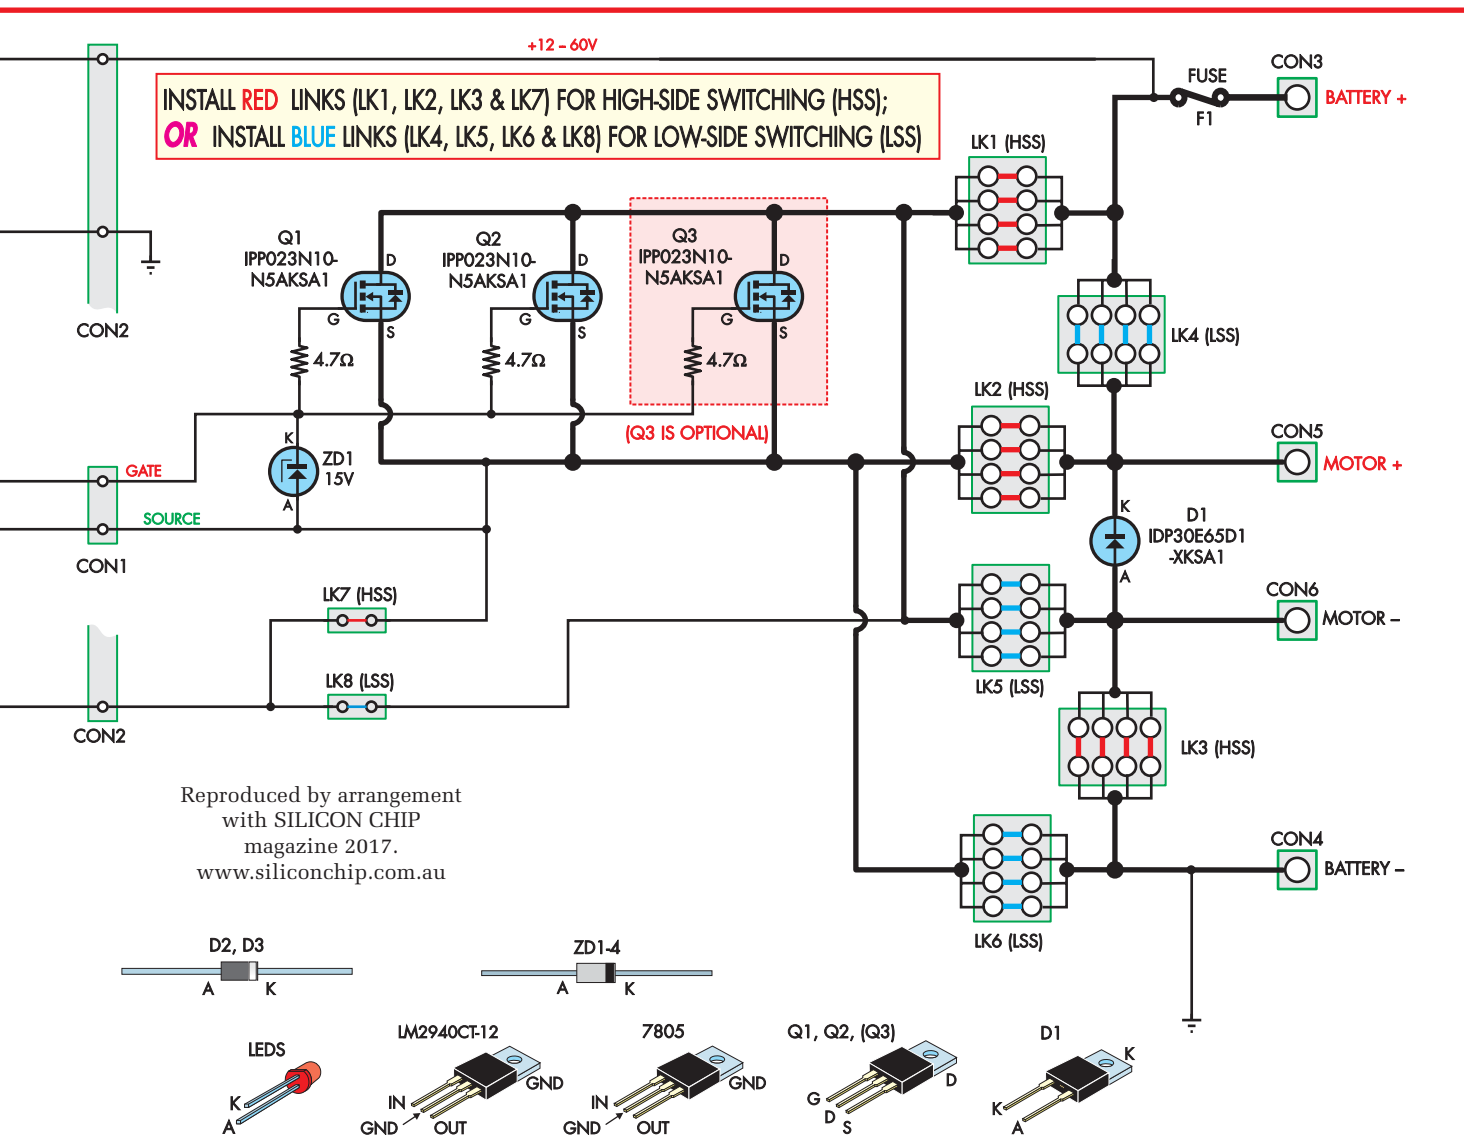 +12 – 60V
CON3
FUSE
BATTERY +
F1
INSTALL RED LINKS (LK1, LK2, LK3 & LK7) FOR HIGH-SIDE SWITCHING (HSS);
OR INSTALL BLUE LINKS (LK4, LK5, LK6 & LK8) FOR LOW-SIDE SWITCHING (LSS)
LK1 (HSS)
Q1
IPP023N10-
N5AKSA1
D
G
S
4.7Ω
Q2
IPP023N10-
N5AKSA1
D
G
S
4.7Ω
Q3
IPP023N10-
N5AKSA1
D
G
S
4.7Ω
(Q3 IS OPTIONAL)
CON2
LK4 (LSS)
LK2 (HSS)
CON5
MOTOR +
K
ZD1
15V
A
GATE
SOURCE
CON1
K
D1
IDP30E65D1
-XKSA1
A
CON6
MOTOR –
LK7 (HSS)
LK8 (LSS)
LK5 (LSS)
CON2
LK3 (HSS)
Reproduced by arrangement
with SILICON CHIP
magazine 2017.
www.siliconchip.com.au
CON4
BATTERY –
LK6 (LSS)
D2, D3
A
K
ZD1-4
A
K
LEDS
K
A
LM2940CT-12
IN
GND
OUT
GND
7805
IN
GND
OUT
GND
Q1, Q2, (Q3)
G
D
S
D
D1
K
A
K